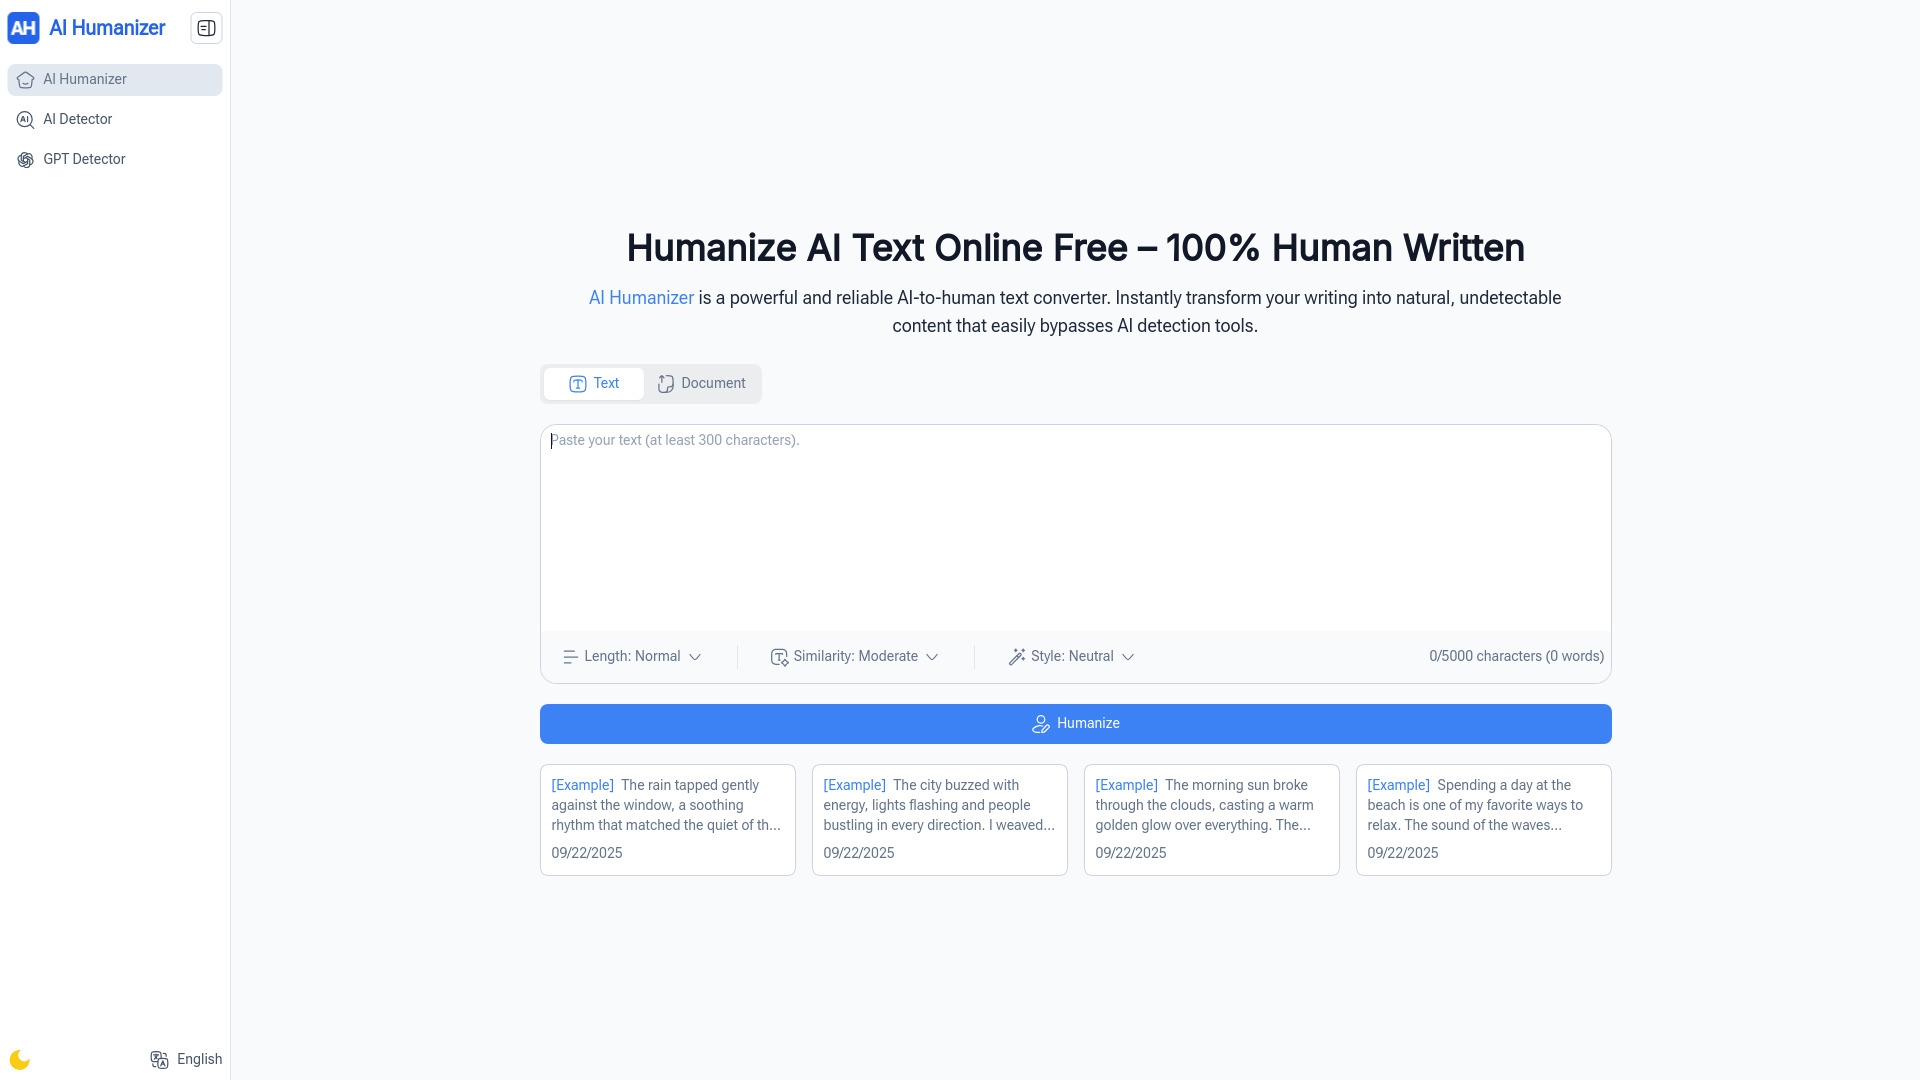 AH AI Humanizer
AI Humanizer
AI Detector
GPT Detector
Humanize AI Text Online Free – 100% Human Written
AI Humanizer is a powerful and reliable AI-to-human text converter. Instantly transform your writing into natural, undetectable
content that easily bypasses AI detection tools.
Text Document
Paste your text (at least 300 characters).
Length: Normal Similarity: Moderate Style: Neutral 0/5000 characters (0 words)
Humanize
[Example] The rain tapped gently
against the window, a soothing
rhythm that matched the quiet of th...
09/22/2025
[Example] The city buzzed with
energy, lights flashing and people
bustling in every direction. I weaved...
09/22/2025
[Example] The morning sun broke
through the clouds, casting a warm
golden glow over everything. The...
09/22/2025
[Example] Spending a day at the
beach is one of my favorite ways to
relax. The sound of the waves...
09/22/2025
English